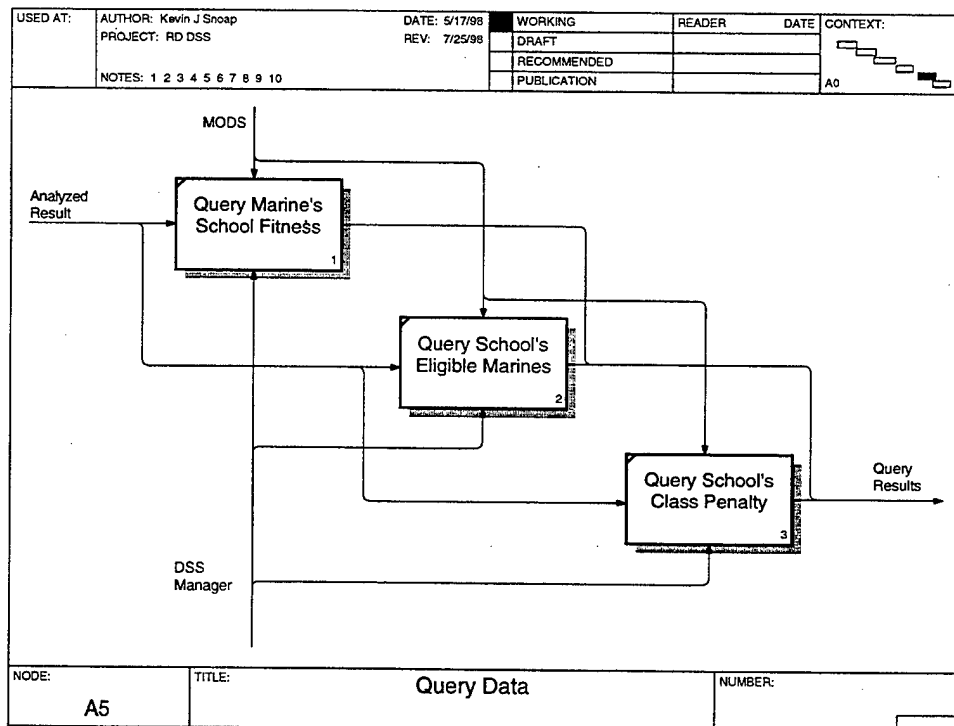 USED AT:
AUTHOR: Kevin J Snoap
DATE: 5/17/98
PROJECT: RD DSS
REV: 7/25/98
NOTES: 1 2 3 4 5 6 7 8 9 10
WORKING
DRAFT
RECOMMENDED
PUBLICATION
READER DATE
CONTEXT:
A0
MODS
Analyzed
Result
Query Marine's
School Fitness
1
Query School's
Eligible Marines
2
Query School's
Class Penalty
3
Query
Results
DSS
Manager
NODE:
A5
TITLE:
Query Data
NUMBER: